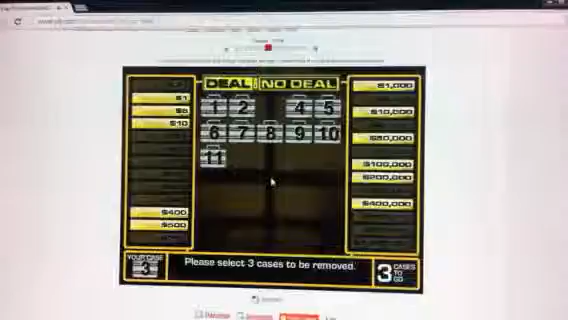 DEAL OR NO DEAL
$1
$5
$10
$400
$500
1 2 4 5
6 7 8 9 10
11
$1,000
$10,000
$50,000
$100,000
$200,000
$400,000
YOUR CASE
3
Please select 3 cases to be removed.
3 CASES
TO
GO